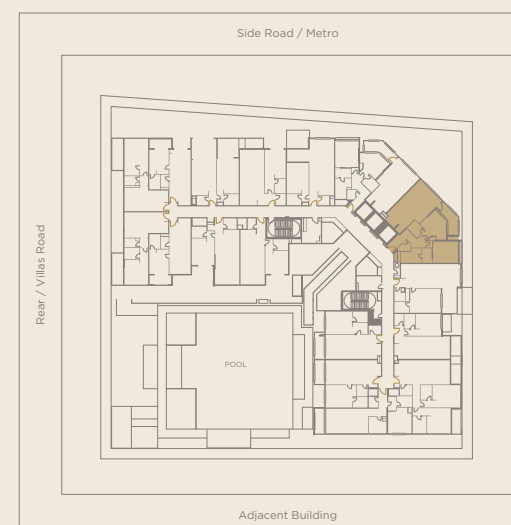 Side Road / Metro
Rear / Villas Road
POOL
Adjacent Building